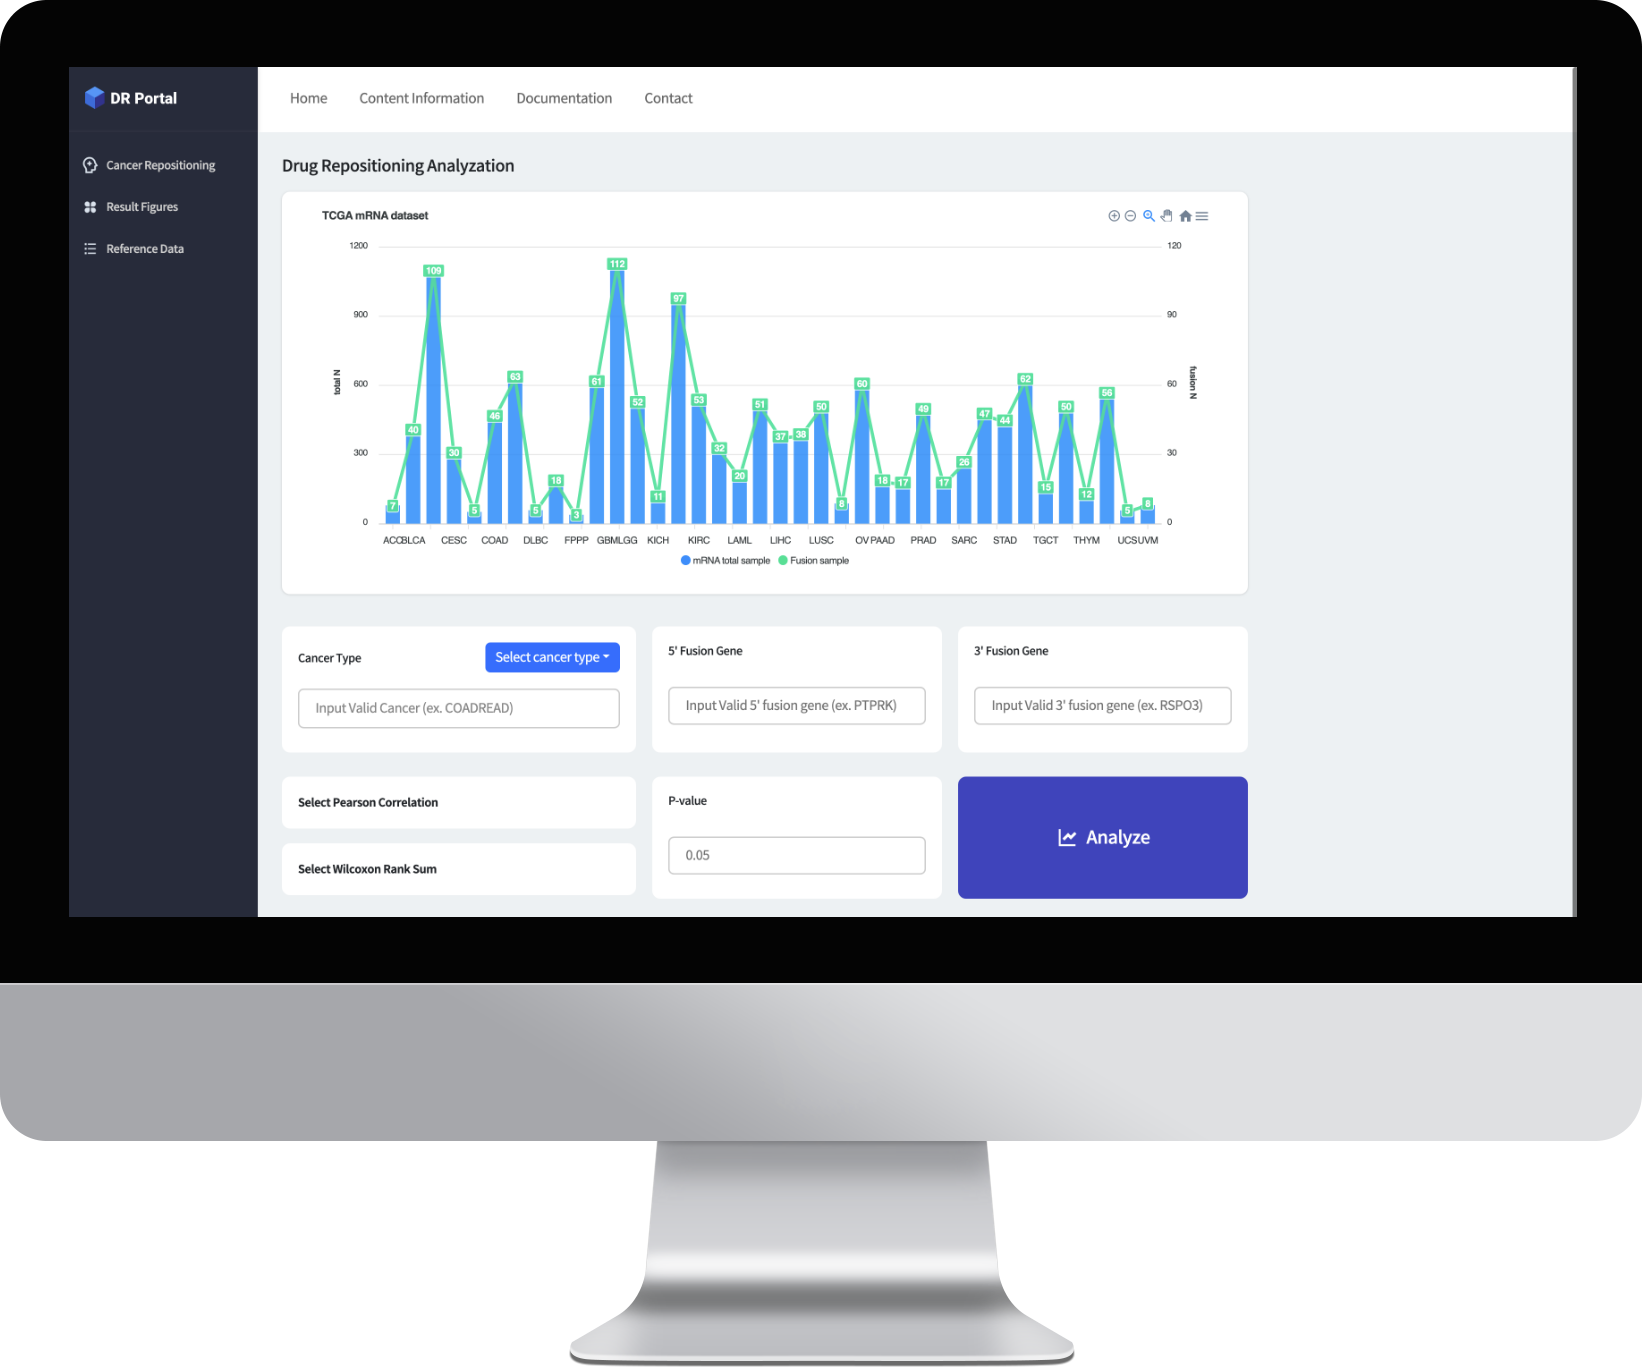 DR Portal
Home Content Information Documentation Contact
Cancer Repositioning
Result Figures
Reference Data
Drug Repositioning Analyzation
TCGA mRNA dataset
1200
900
600
300
0
total N
120
90
60
30
0
fusion N
7 40 109 30 5 46 63 5 18 3 61 112 52 11 97 53 32 20 51 37 38 50 8 60 18 17 49 17 26 47 44 62 15 50 12 56 5 8
ACC BLCA CESC COAD DLBC FPPP GBMLGG KICH KIRC LAML LIHC LUSC OV PAAD PRAD SARC STAD TGCT THYM UCS UVM
mRNA total sample Fusion sample
Cancer Type
Select cancer type
Input Valid Cancer (ex. COADREAD)
5' Fusion Gene
Input Valid 5' fusion gene (ex. PTPRK)
3' Fusion Gene
Input Valid 3' fusion gene (ex. RSPO3)
Select Pearson Correlation
Select Wilcoxon Rank Sum
P-value
0.05
Analyze